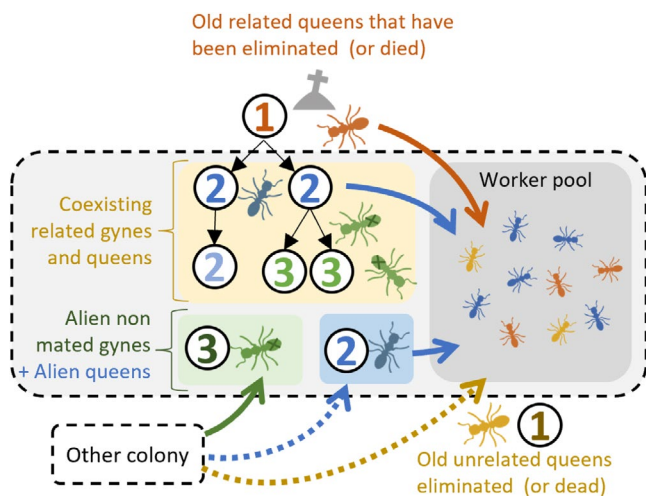 Old related queens that have
been eliminated (or died)
1
Worker pool
2 2
Coexisting
related gynes
and queens
2 3 3
Alien non
mated gynes
+ Alien queens
3 2
Other colony
1
Old unrelated queens
eliminated (or dead)